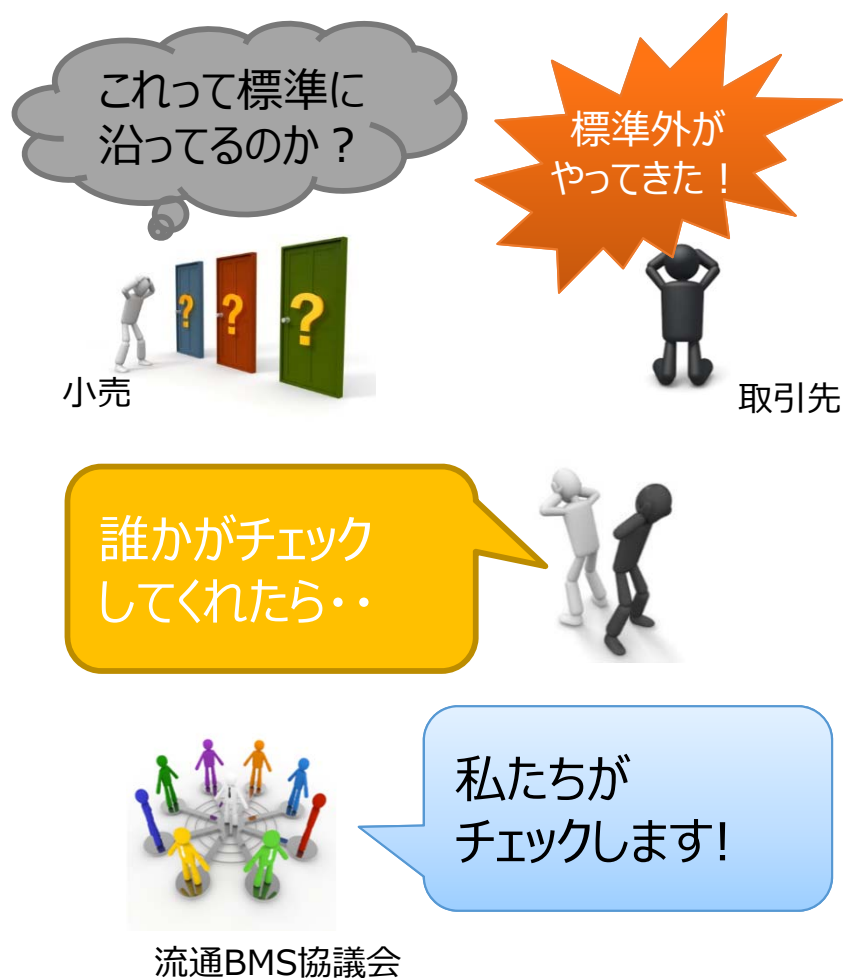 これって標準に
沿ってるのか？
標準外が
やってきた！
?
?
?
小売
取引先
誰かがチェック
してくれたら・・
私たちが
チェックします!
流通BMS協議会